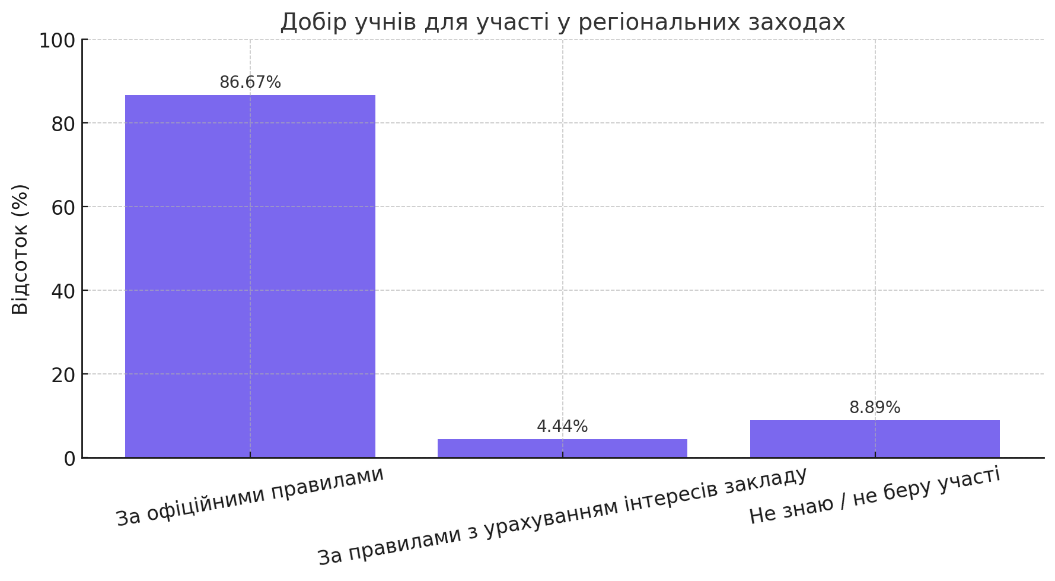 Добір учнів для участі у регіональних заходах
Відсоток (%)
100
80
60
40
20
0
86.67%
4.44%
8.89%
За офіційними правилами
За правилами з урахуванням інтересів закладу
Не знаю / не беру участі